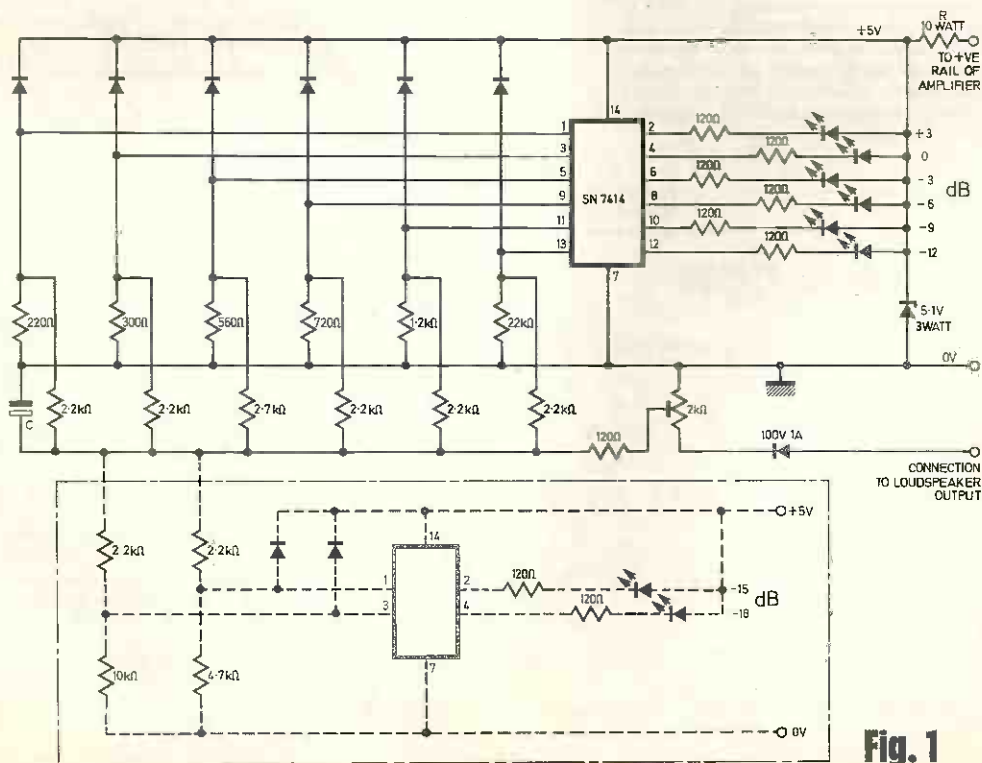 R
10 WATT
+5V
TO +VE
RAIL OF
AMPLIFIER
14
1
2
120Ω
+3
3
4
120Ω
0
5
6
120Ω
-3
dB
SN 7414
9
8
120Ω
-6
11
10
120Ω
-9
13
12
120Ω
-12
7
220Ω
300Ω
560Ω
720Ω
1·2kΩ
22kΩ
5·1V
3WATT
0V
C
2·2kΩ
2·2kΩ
2·7kΩ
2·2kΩ
2·2kΩ
2·2kΩ
120Ω
2kΩ
100V 1A
CONNECTION
TO LOUDSPEAKER
OUTPUT
+5V
14
2·2kΩ
2·2kΩ
1
2
120Ω
-15
dB
3
4
120Ω
-18
7
10kΩ
4·7kΩ
0V
Fig. 1